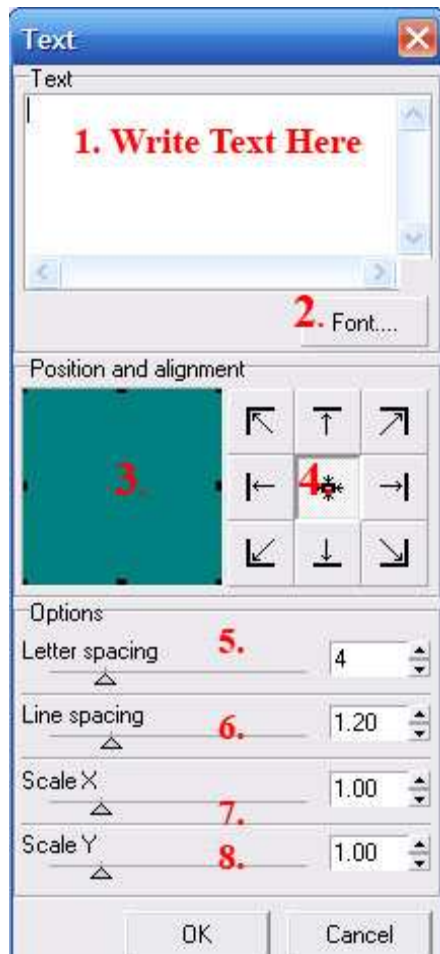 Text
Text
1. Write Text Here
2. Font....
Position and alignment
3.
4.
Options
5.
Letter spacing
4
Line spacing
6.
1.20
Scale X
1.00
7.
Scale Y
8.
1.00
OK
Cancel